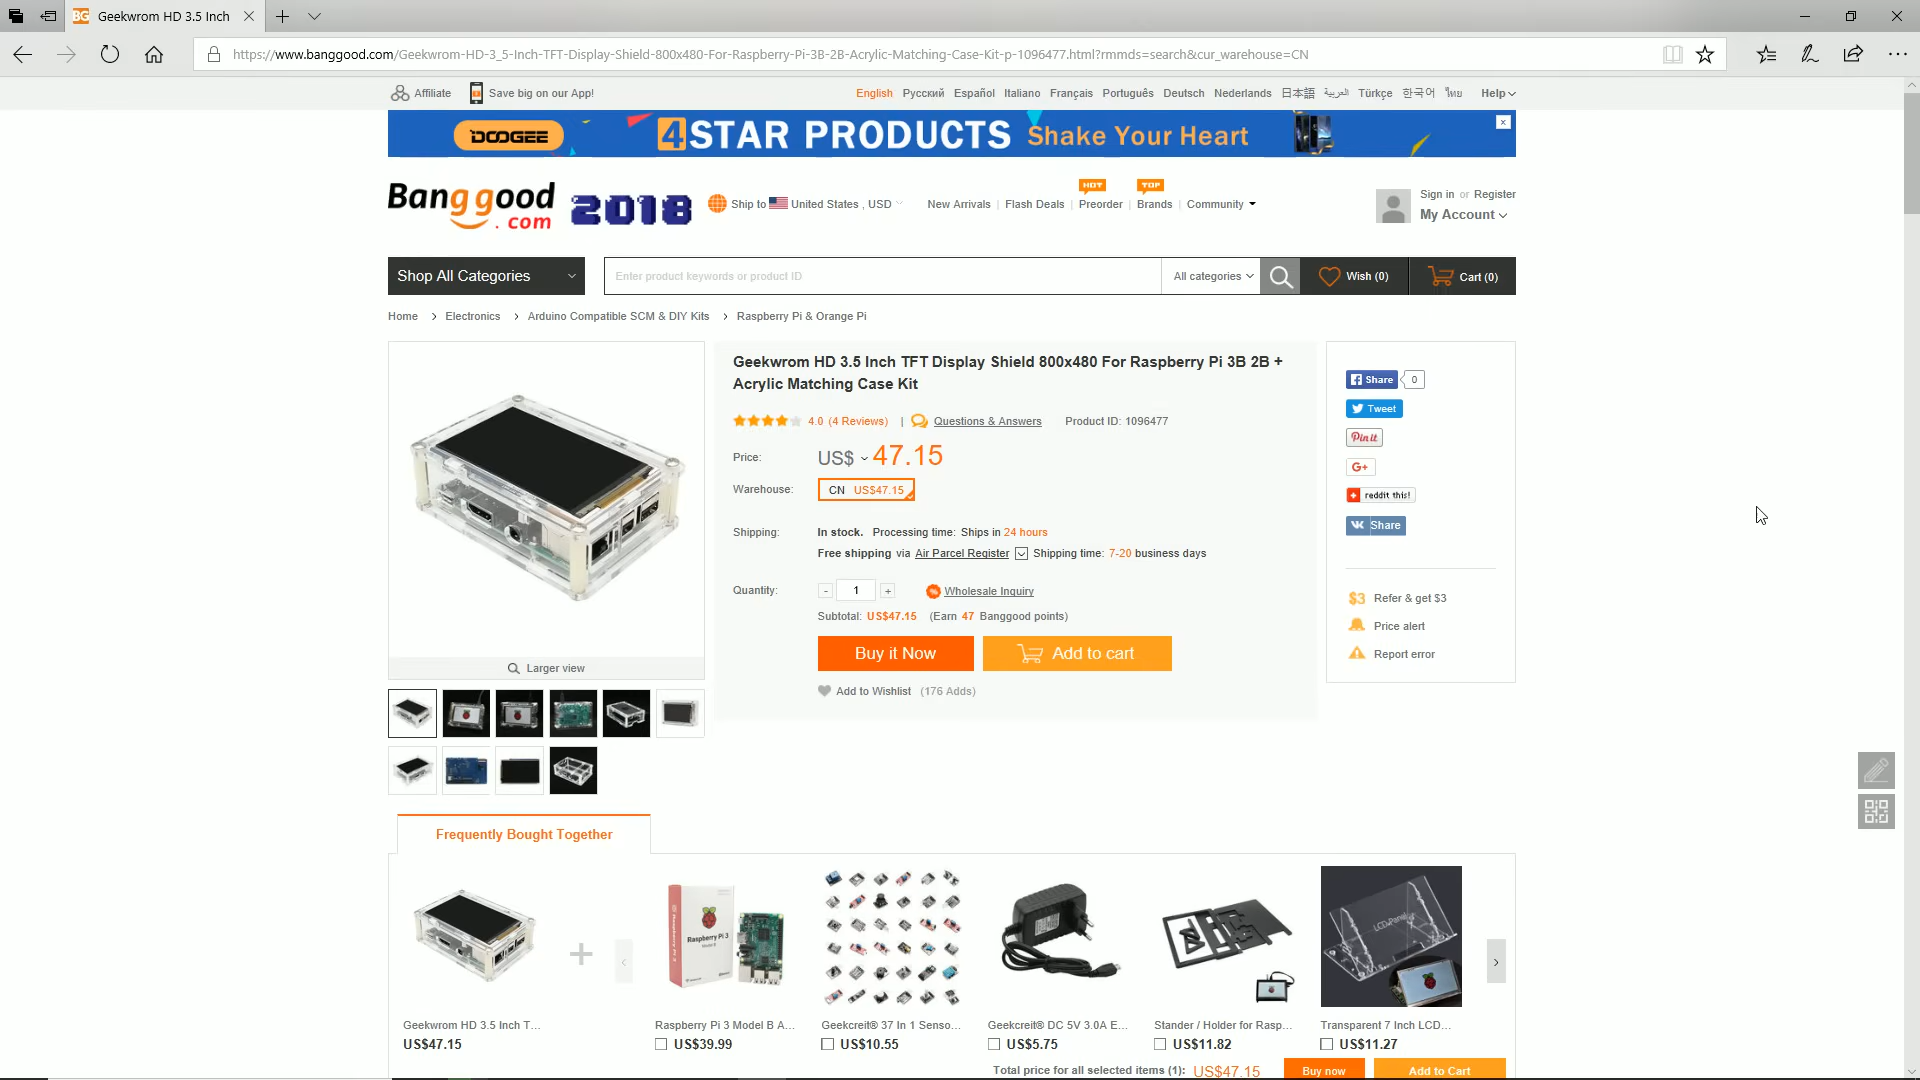 Geekwrom HD 3.5 Inch
https://www.banggood.com/Geekwrom-HD-3_5-Inch-TFT-Display-Shield-800x480-For-Raspberry-Pi-3B-2B-Acrylic-Matching-Case-Kit-p-1096477.html?rmmds=search&cur_warehouse=CN
Affiliate Save big on our App! English Русский Español Italiano Français Português Deutsch Nederlands 日本語 العربية Türkçe 한국어 ไทย Help
DOOGEE 4STAR PRODUCTS Shake Your Heart
HOT TOP
Banggood.com 2018 Ship to United States , USD New Arrivals | Flash Deals | Preorder | Brands | Community
Sign in or Register
My Account
Shop All Categories Enter product keywords or product ID All categories Wish (0) Cart (0)
Home > Electronics > Arduino Compatible SCM & DIY Kits > Raspberry Pi & Orange Pi
Geekwrom HD 3.5 Inch TFT Display Shield 800x480 For Raspberry Pi 3B 2B +
Acrylic Matching Case Kit
4.0 (4 Reviews) | Questions & Answers Product ID: 1096477
Price: US$ 47.15
Warehouse: CN US$47.15
Shipping: In stock. Processing time: Ships in 24 hours
Free shipping via Air Parcel Register Shipping time: 7-20 business days
Quantity: - 1 + Wholesale Inquiry
Subtotal: US$47.15 (Earn 47 Banggood points)
Buy it Now Add to cart
Add to Wishlist (176 Adds)
Larger view
Share 0
Tweet
Pin it
G+
reddit this!
Share
$3 Refer & get $3
Price alert
Report error
Frequently Bought Together
Raspberry Pi 3
LCD-Panel
Geekwrom HD 3.5 Inch T... Raspberry Pi 3 Model B A... Geekcreit® 37 In 1 Senso... Geekcreit® DC 5V 3.0A E... Stander / Holder for Rasp... Transparent 7 Inch LCD...
US$47.15 US$39.99 US$10.55 US$5.75 US$11.82 US$11.27
Total price for all selected items (1): US$47.15 Buy now Add to Cart